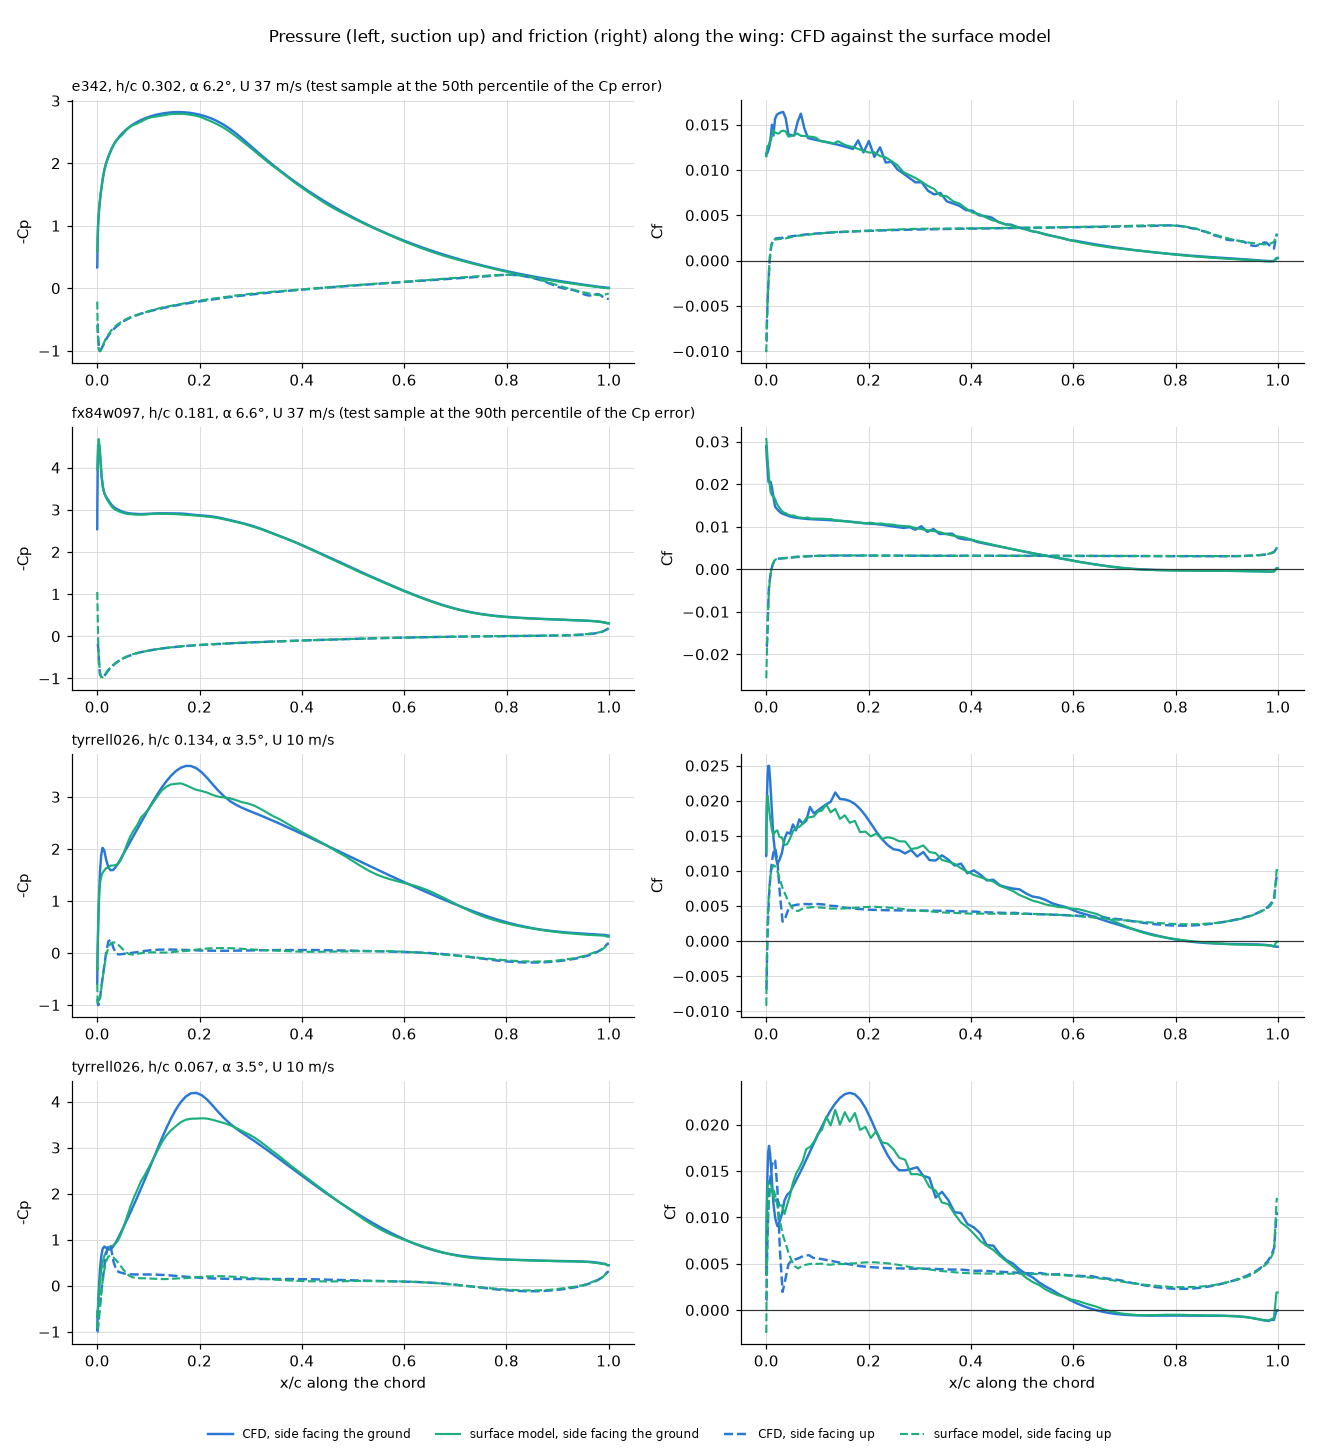 Pressure (left, suction up) and friction (right) along the wing: CFD against the surface model
e342, h/c 0.302, α 6.2°, U 37 m/s (test sample at the 50th percentile of the Cp error)
-Cp
3
2
1
0
−1
0.0 0.2 0.4 0.6 0.8 1.0
Cf
0.015
0.010
0.005
0.000
−0.005
−0.010
0.0 0.2 0.4 0.6 0.8 1.0
fx84w097, h/c 0.181, α 6.6°, U 37 m/s (test sample at the 90th percentile of the Cp error)
-Cp
4
3
2
1
0
−1
0.0 0.2 0.4 0.6 0.8 1.0
Cf
0.03
0.02
0.01
0.00
−0.01
−0.02
0.0 0.2 0.4 0.6 0.8 1.0
tyrrell026, h/c 0.134, α 3.5°, U 10 m/s
-Cp
3
2
1
0
−1
0.0 0.2 0.4 0.6 0.8 1.0
Cf
0.025
0.020
0.015
0.010
0.005
0.000
−0.005
−0.010
0.0 0.2 0.4 0.6 0.8 1.0
tyrrell026, h/c 0.067, α 3.5°, U 10 m/s
-Cp
4
3
2
1
0
−1
0.0 0.2 0.4 0.6 0.8 1.0
x/c along the chord
Cf
0.020
0.015
0.010
0.005
0.000
0.0 0.2 0.4 0.6 0.8 1.0
x/c along the chord
CFD, side facing the ground surface model, side facing the ground CFD, side facing up surface model, side facing up